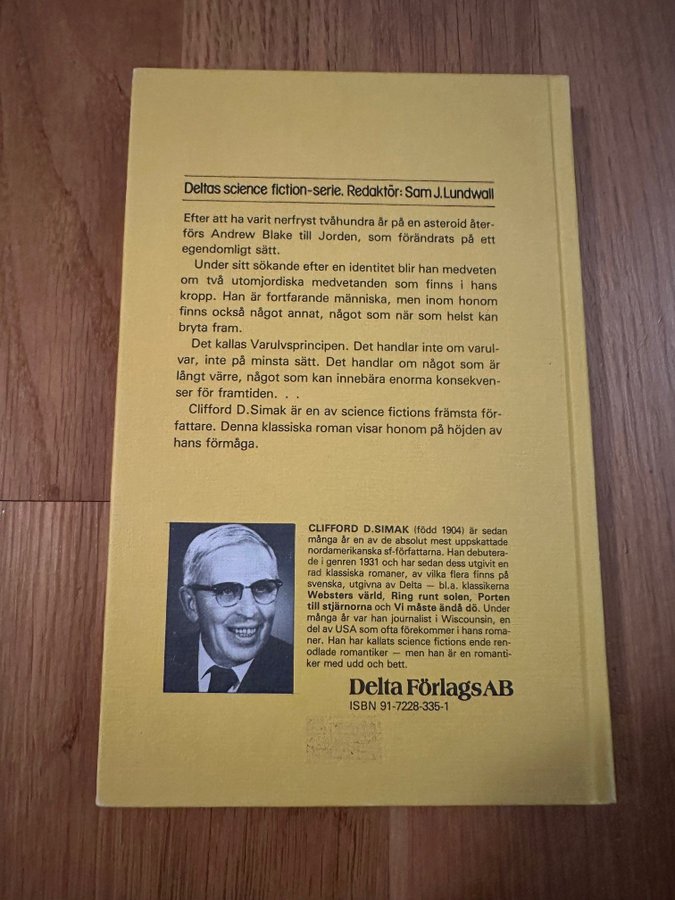 Deltas science fiction-serie. Redaktör: Sam J. Lundwall
Efter att ha varit nerfryst tvåhundra år på en asteroid åter-
förs Andrew Blake till Jorden, som förändrats på ett
egendomligt sätt.
Under sitt sökande efter en identitet blir han medveten
om två utomjordiska medvetanden som finns i hans
kropp. Han är fortfarande människa, men inom honom
finns också något annat, något som när som helst kan
bryta fram.
Det kallas Varulvsprincipen. Det handlar inte om varul-
var, inte på minsta sätt. Det handlar om något som är
långt värre, något som kan innebära enorma konsekven-
ser för framtiden. . .
Clifford D.Simak är en av science fictions främsta för-
fattare. Denna klassiska roman visar honom på höjden av
hans förmåga.
CLIFFORD D.SIMAK (född 1904) är sedan
många år en av de absolut mest uppskattade
nordamerikanska sf-författarna. Han debutera-
de i genren 1931 och har sedan dess utgivit en
rad klassiska romaner, av vilka flera finns på
svenska, utgivna av Delta — bl.a. klassikerna
Websters värld, Ring runt solen, Porten
till stjärnorna och Vi måste ändå dö. Under
många år var han journalist i Wiscounsin, en
del av USA som ofta förekommer i hans roma-
ner. Han har kallats science fictions ende ren-
odlade romantiker — men han är en romanti-
ker med udd och bett.
Delta Förlags AB
ISBN 91-7228-335-1